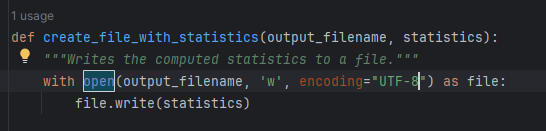 1 usage
def create_file_with_statistics(output_filename, statistics):
"""Writes the computed statistics to a file."""
with open(output_filename, 'w', encoding="UTF-8") as file:
file.write(statistics)